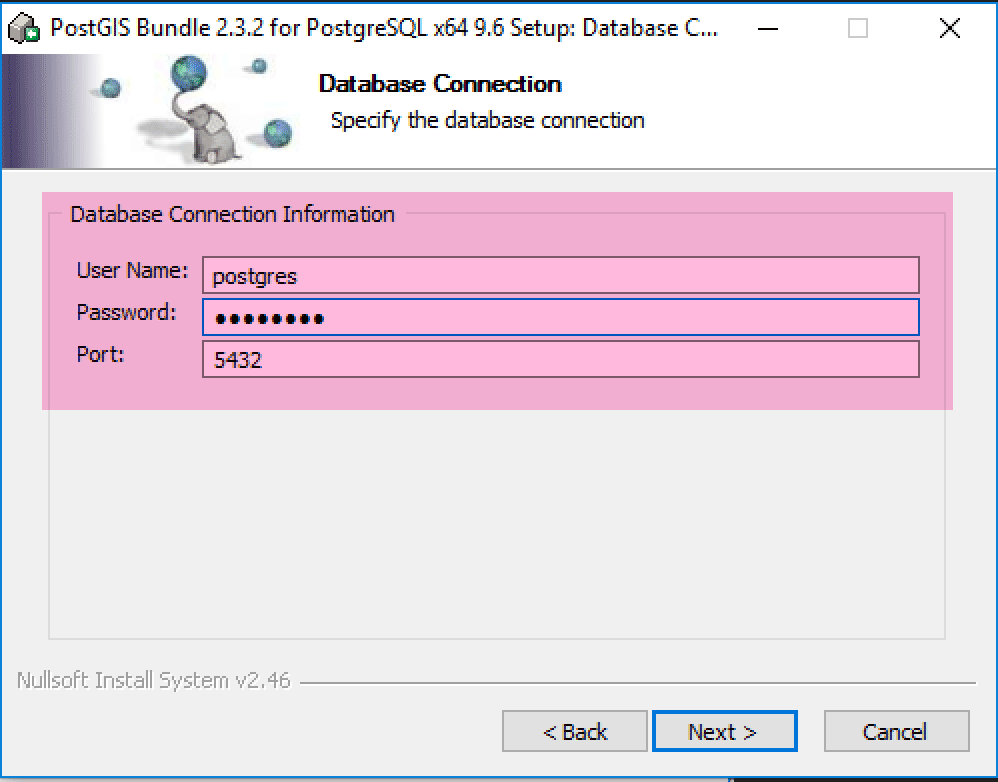 PostGIS Bundle 2.3.2 for PostgreSQL x64 9.6 Setup: Database C...
Database Connection
Specify the database connection
Database Connection Information
User Name: postgres
Password: ●●●●●●●●
Port: 5432
Nullsoft Install System v2.46
< Back Next > Cancel